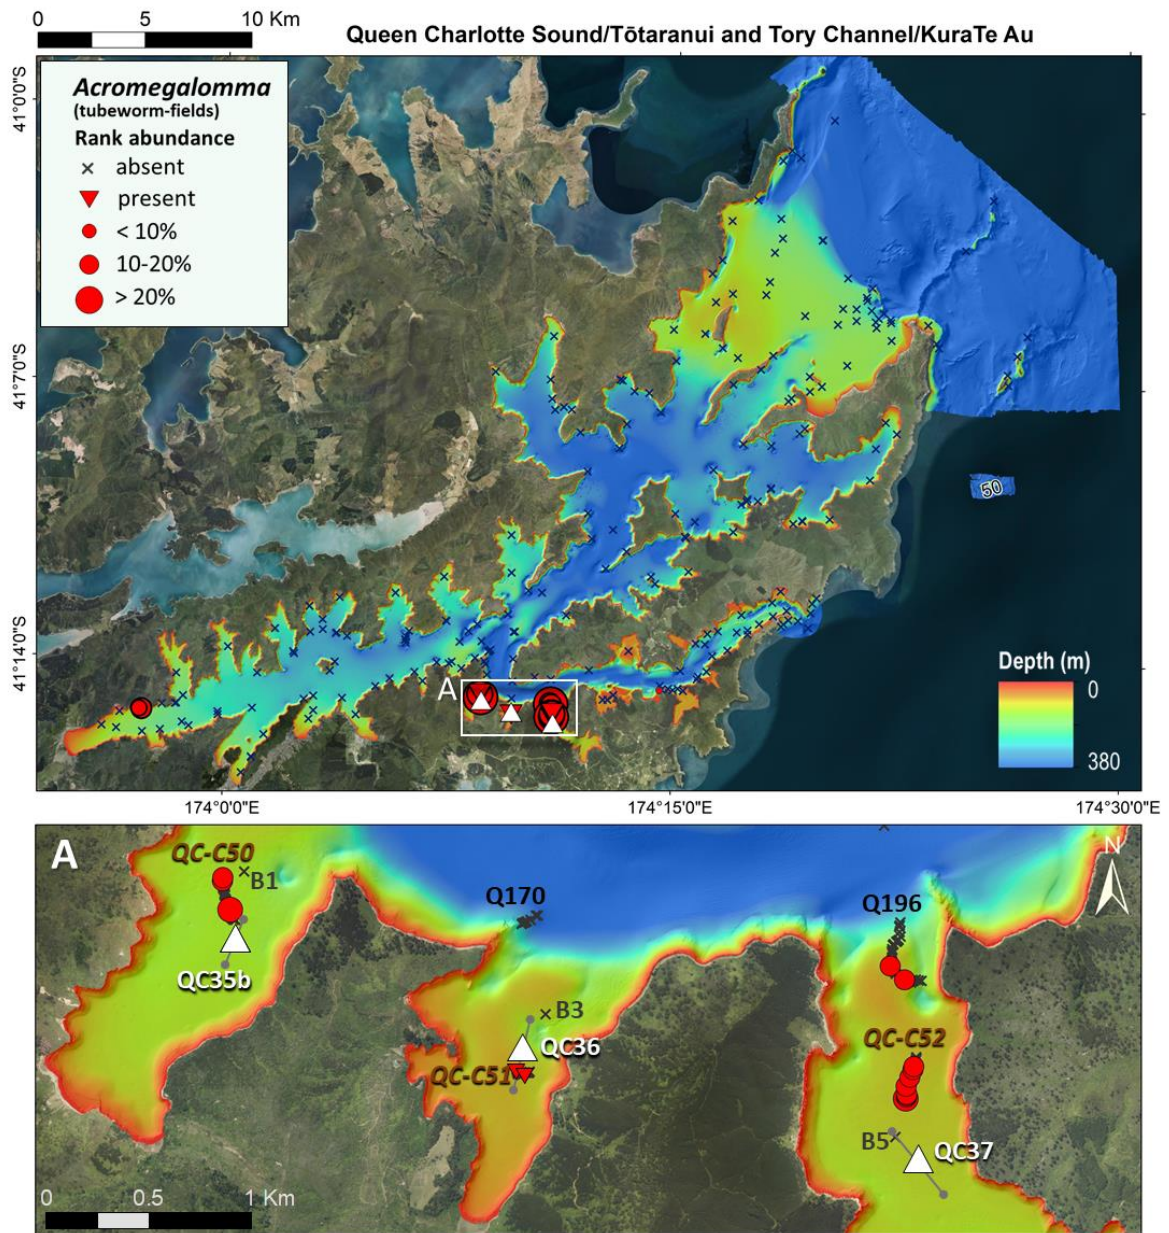 0 5 10 Km
Queen Charlotte Sound/Tōtaranui and Tory Channel/KuraTe Au
Acromegalomma
(tubeworm-fields)
Rank abundance
absent
present
< 10%
10-20%
> 20%
41°0'0"S
41°7'0"S
41°14'0"S
50
A
Depth (m)
0
380
174°0'0"E 174°15'0"E 174°30'0"E
A
N
QC-C50
B1
QC35b
Q170
B3
QC36
QC-C51
Q196
QC-C52
B5
QC37
0 0.5 1 Km